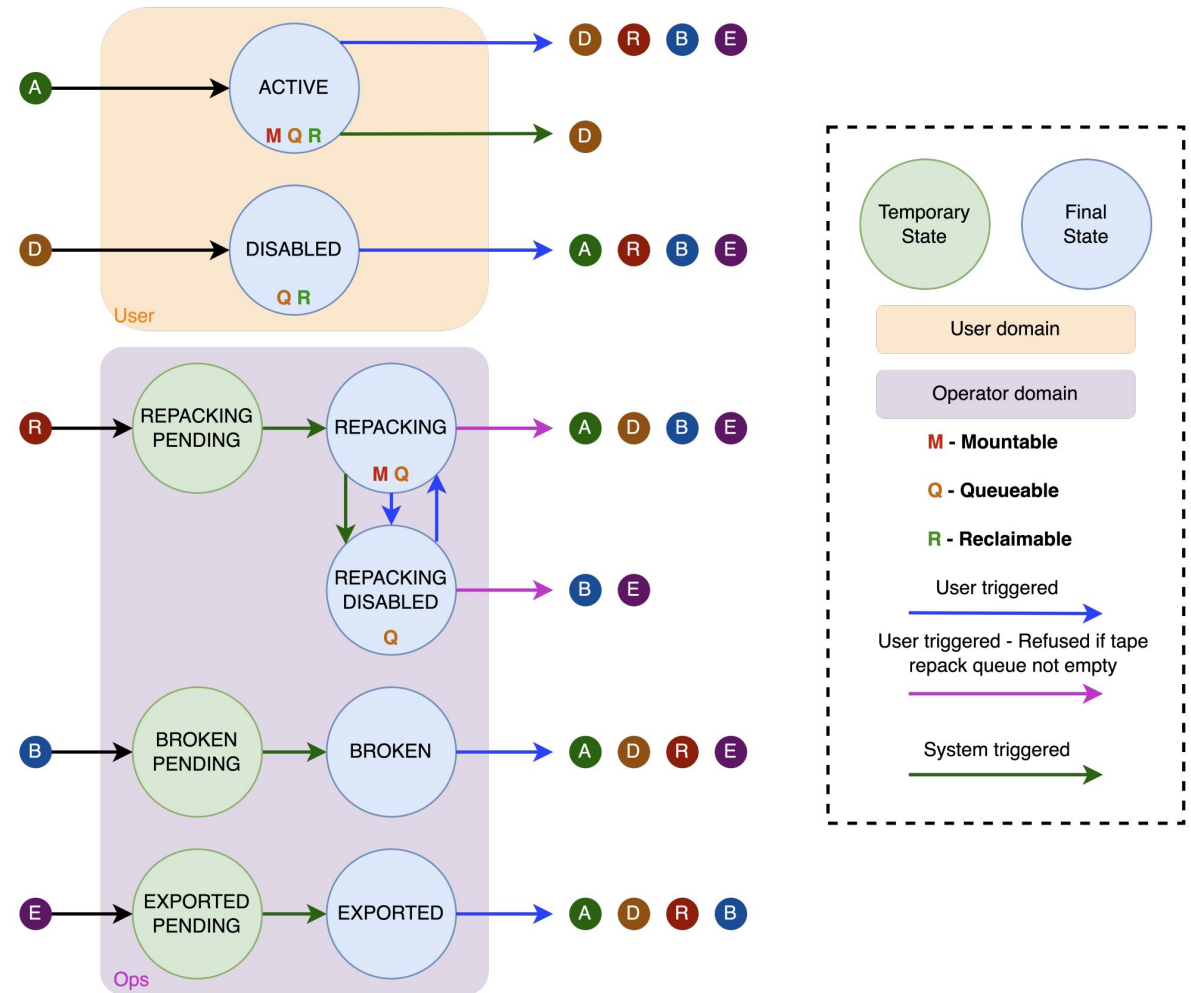 D R B E
A
ACTIVE
M Q R
D
D
DISABLED
A R B E
Q R
User
R
REPACKING
PENDING
REPACKING
A D B E
M Q
REPACKING
DISABLED
B E
Q
B
BROKEN
PENDING
BROKEN
A D R E
E
EXPORTED
PENDING
EXPORTED
A D R B
Ops
Temporary
State
Final
State
User domain
Operator domain
M - Mountable
Q - Queueable
R - Reclaimable
User triggered
User triggered - Refused if tape
repack queue not empty
System triggered